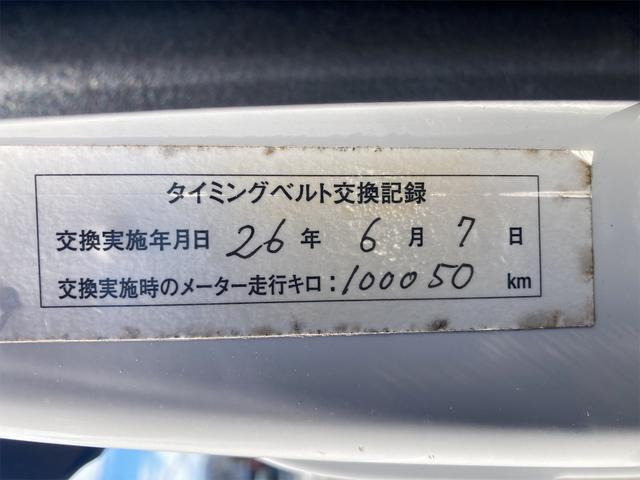 タイミングベルト交換記録
交換実施年月日 26 年 6 月 7 日
交換実施時のメーター走行キロ:100050 km